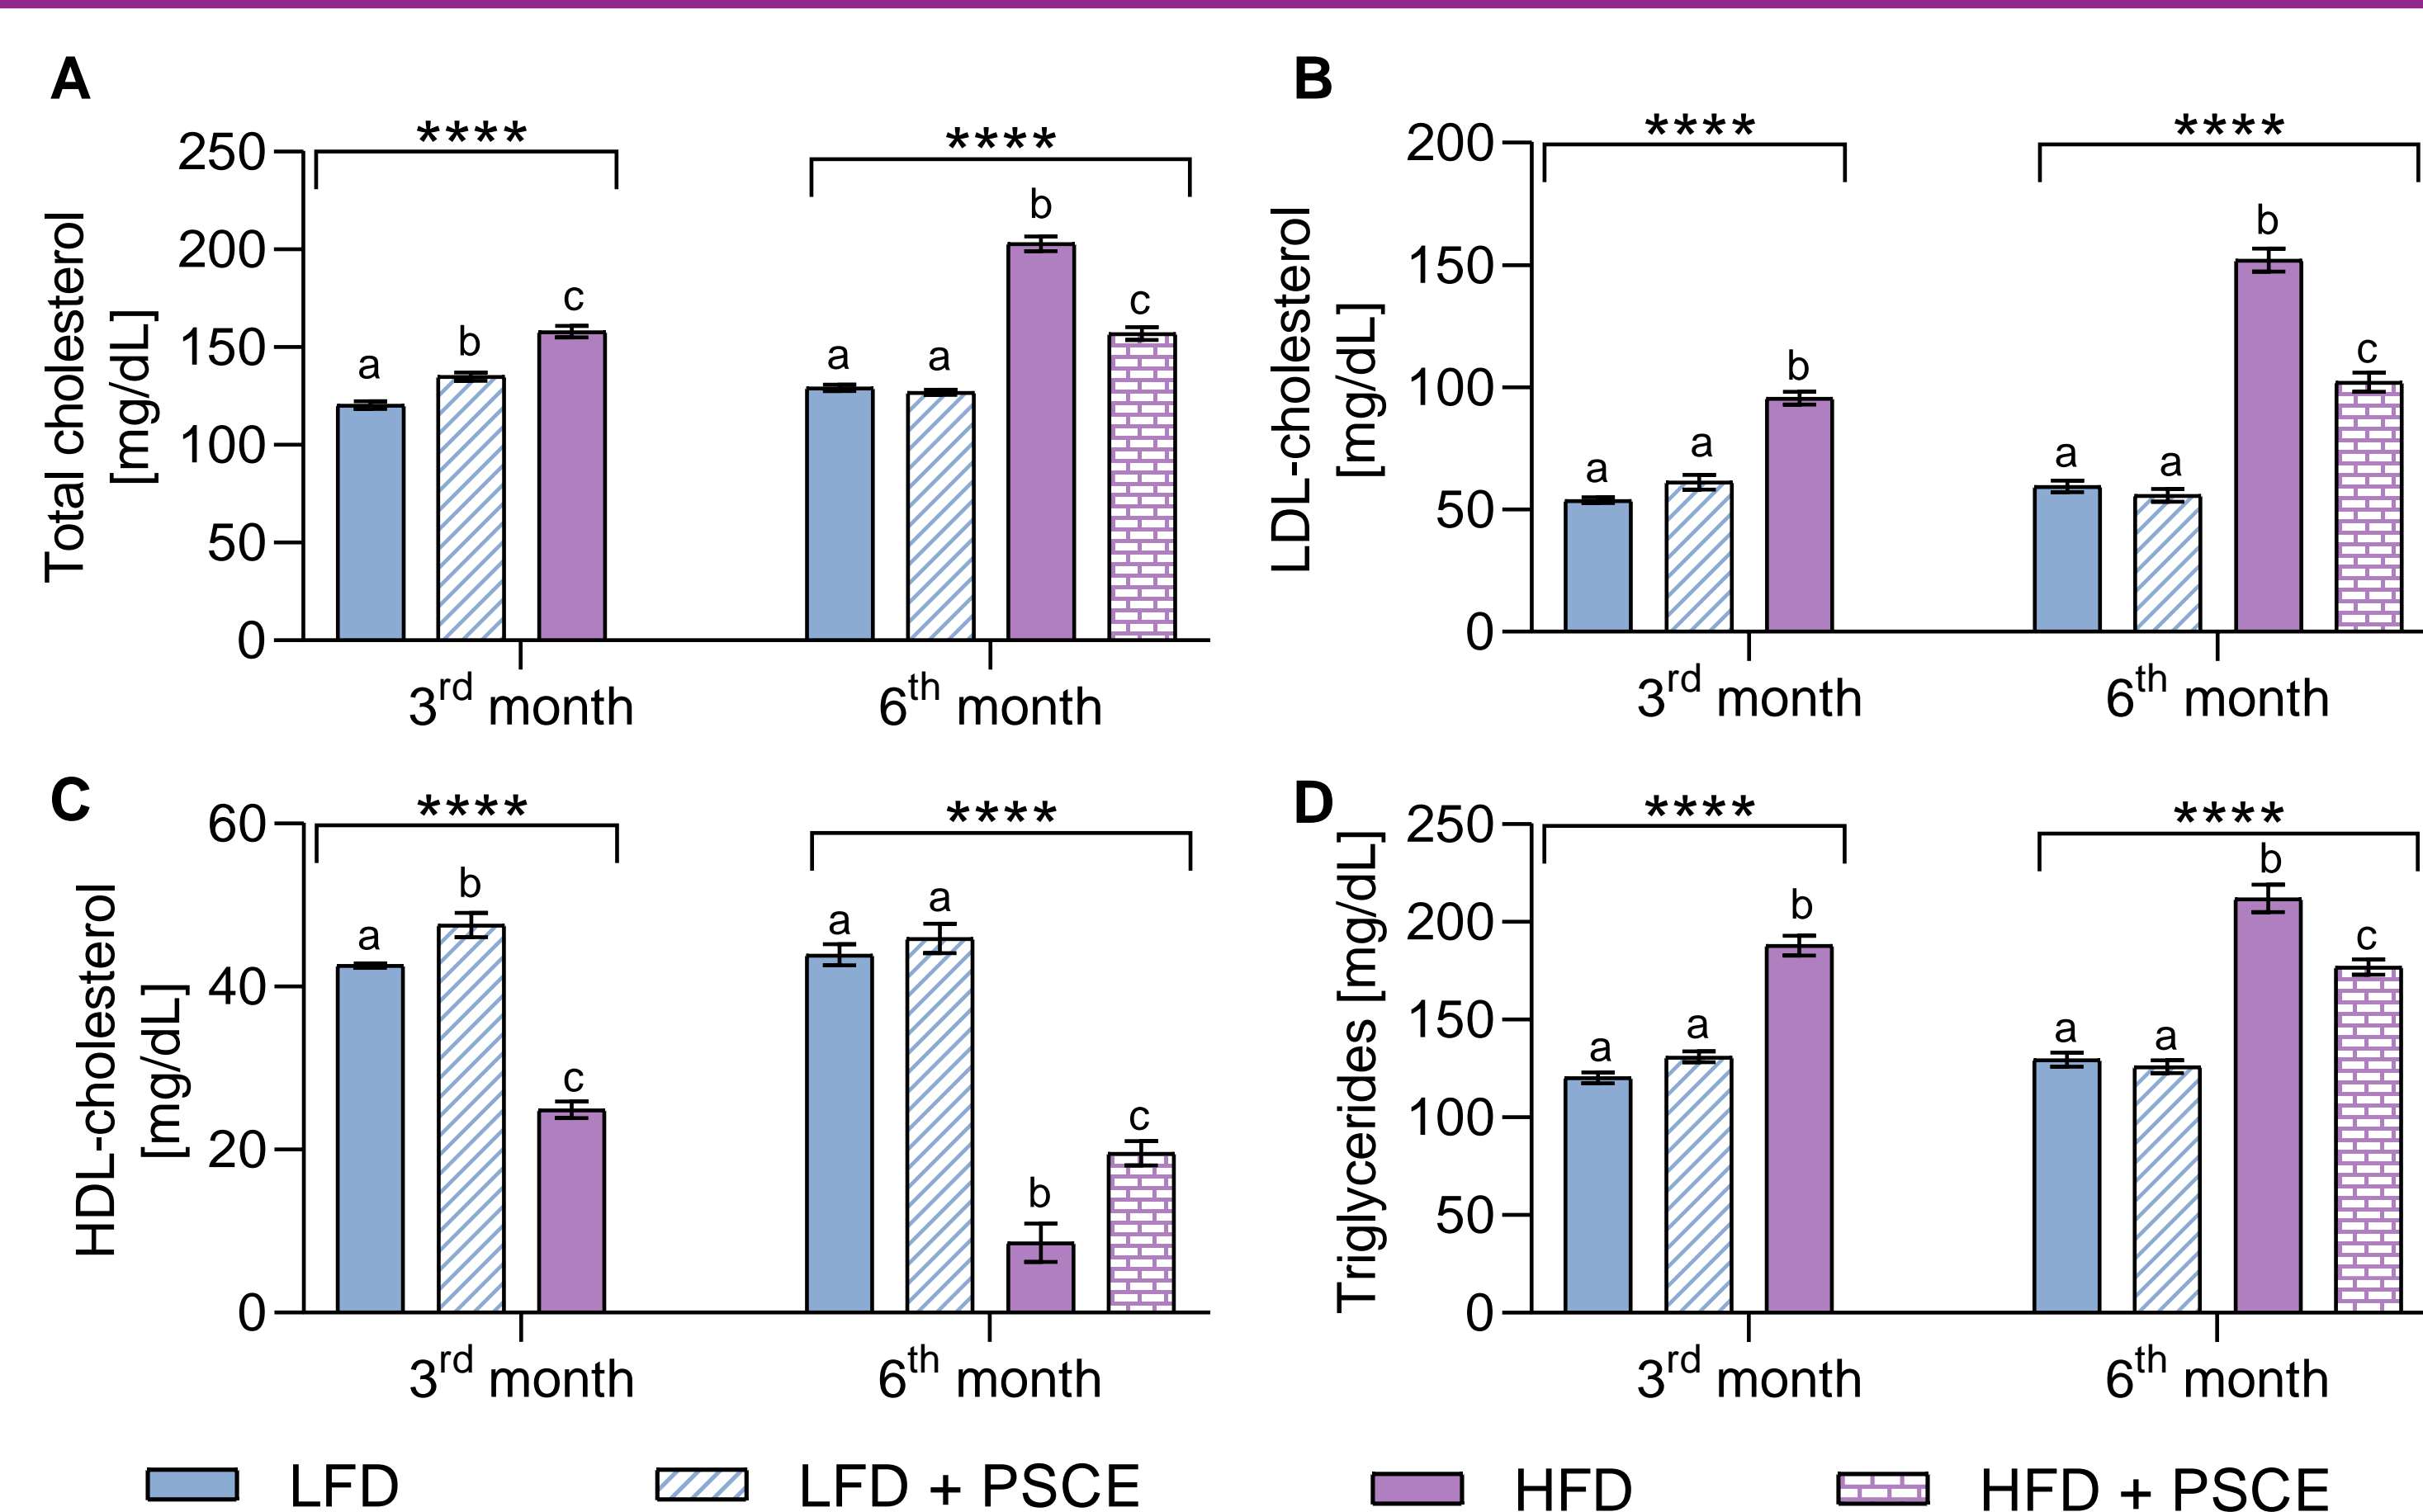 A
****
****
250
200
150
100
50
0
Total cholesterol
[mg/dL]
a
b
c
a
a
b
c
3rd month
6th month
B
****
****
200
150
100
50
0
LDL-cholesterol
[mg/dL]
a
a
b
a
a
b
c
3rd month
6th month
C
****
****
60
40
20
0
HDL-cholesterol
[mg/dL]
a
b
c
a
a
b
c
3rd month
6th month
D
****
****
250
200
150
100
50
0
Triglycerides [mg/dL]
a
a
b
a
a
b
c
3rd month
6th month
LFD
LFD + PSCE
HFD
HFD + PSCE